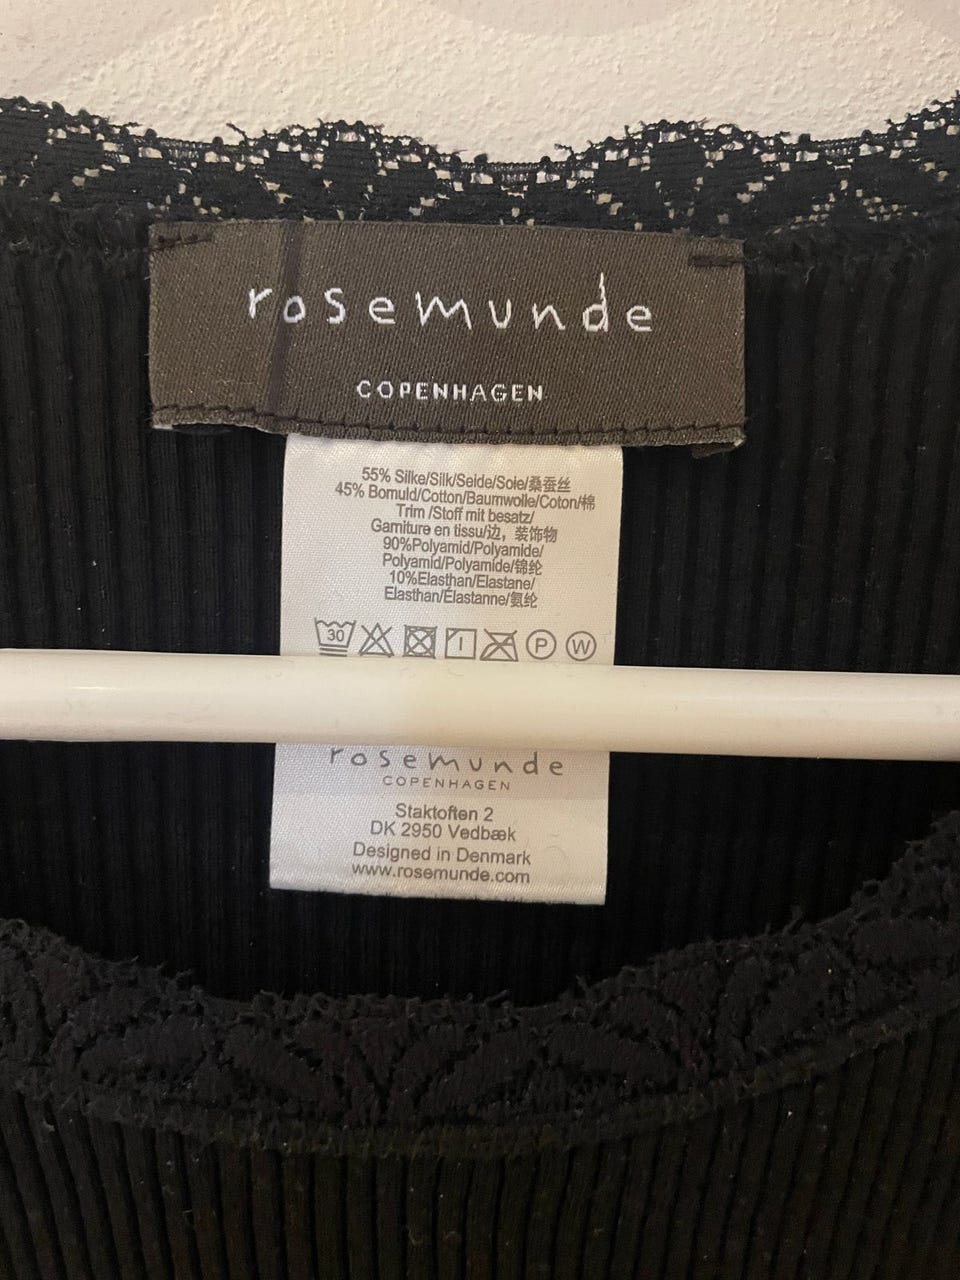 rosemunde
COPENHAGEN
55% Silke/Silk/Seide/Soie/桑蚕丝
45% Bomuld/Cotton/Baumwolle/Coton/棉
Trim /Stoff mit besatz/
Garniture en tissu/边，装饰物
90%Polyamid/Polyamide/
Polyamid/Polyamide/锦纶
10%Elasthan/Elastane/
Elasthan/Élastanne/氨纶
30 P W
rosemunde
COPENHAGEN
Staktoften 2
DK 2950 Vedbæk
Designed in Denmark
www.rosemunde.com